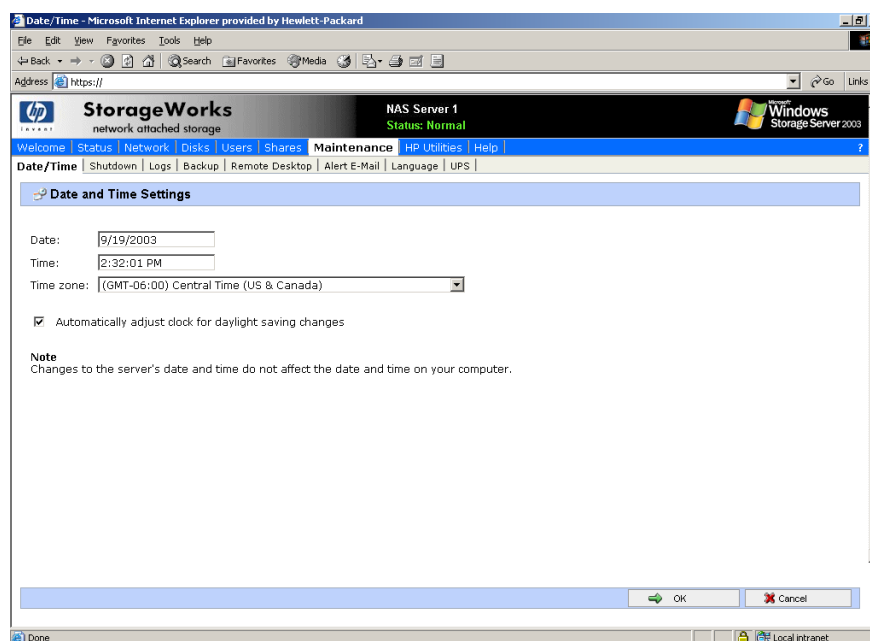 Date/Time - Microsoft Internet Explorer provided by Hewlett-Packard
File Edit View Favorites Tools Help
Back Search Favorites Media
Address https:// Go Links
hp invent
StorageWorks
network attached storage
NAS Server 1
Status: Normal
Microsoft
Windows
Storage Server 2003
Welcome | Status | Network | Disks | Users | Shares | Maintenance | HP Utilities | Help | ?
Date/Time | Shutdown | Logs | Backup | Remote Desktop | Alert E-Mail | Language | UPS |
Date and Time Settings
Date: 9/19/2003
Time: 2:32:01 PM
Time zone: (GMT-06:00) Central Time (US & Canada)
Automatically adjust clock for daylight saving changes
Note
Changes to the server's date and time do not affect the date and time on your computer.
OK Cancel
Done Local intranet